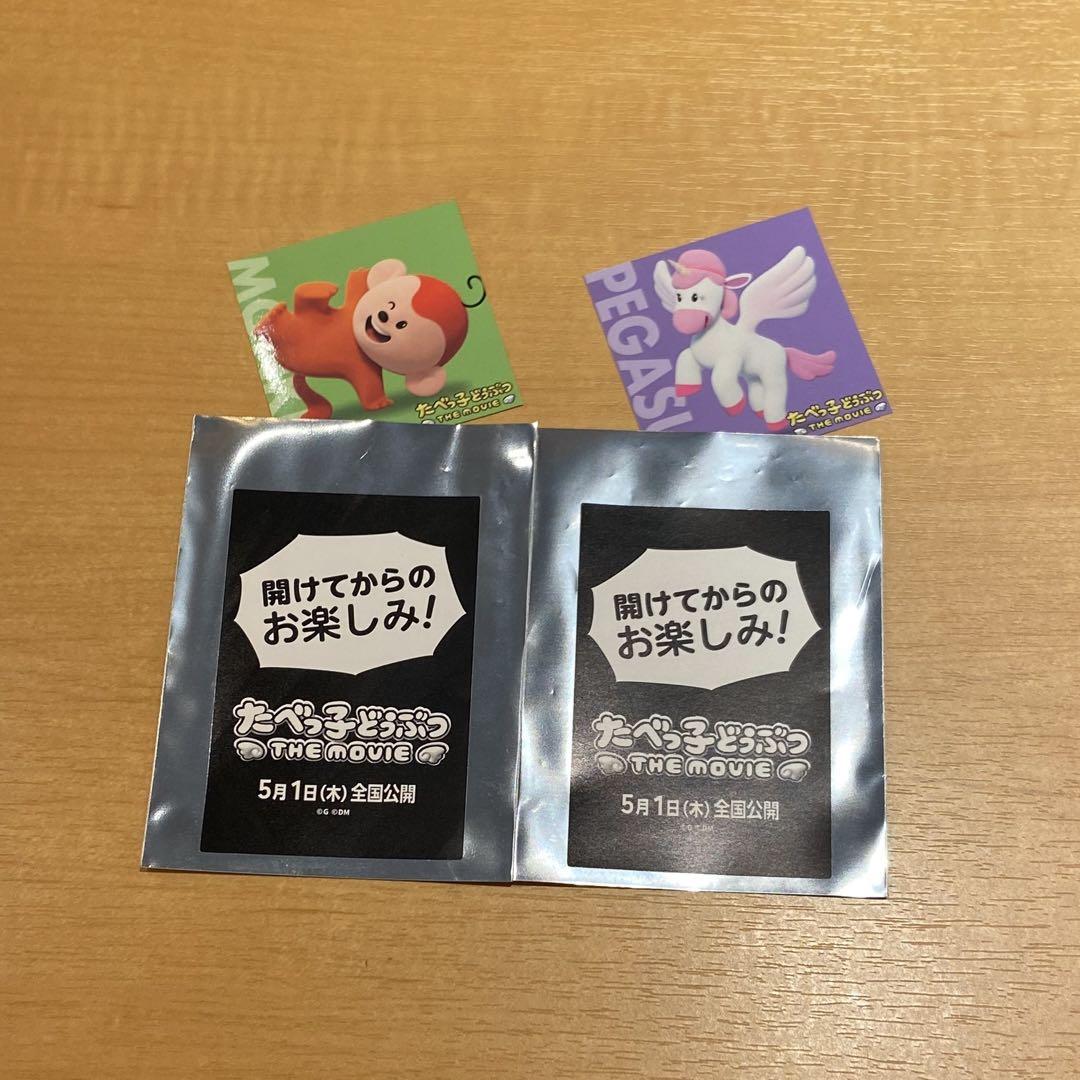 MO
たべっ子どうぶつ
THE MOVIE
PEGASU
たべっ子どうぶつ
THE MOVIE
開けてからの
お楽しみ!
たべっ子どうぶつ
THE MOVIE
5月1日(木)全国公開
©G ©DM
開けてからの
お楽しみ!
たべっ子どうぶつ
THE MOVIE
5月1日(木)全国公開
©G ©DM